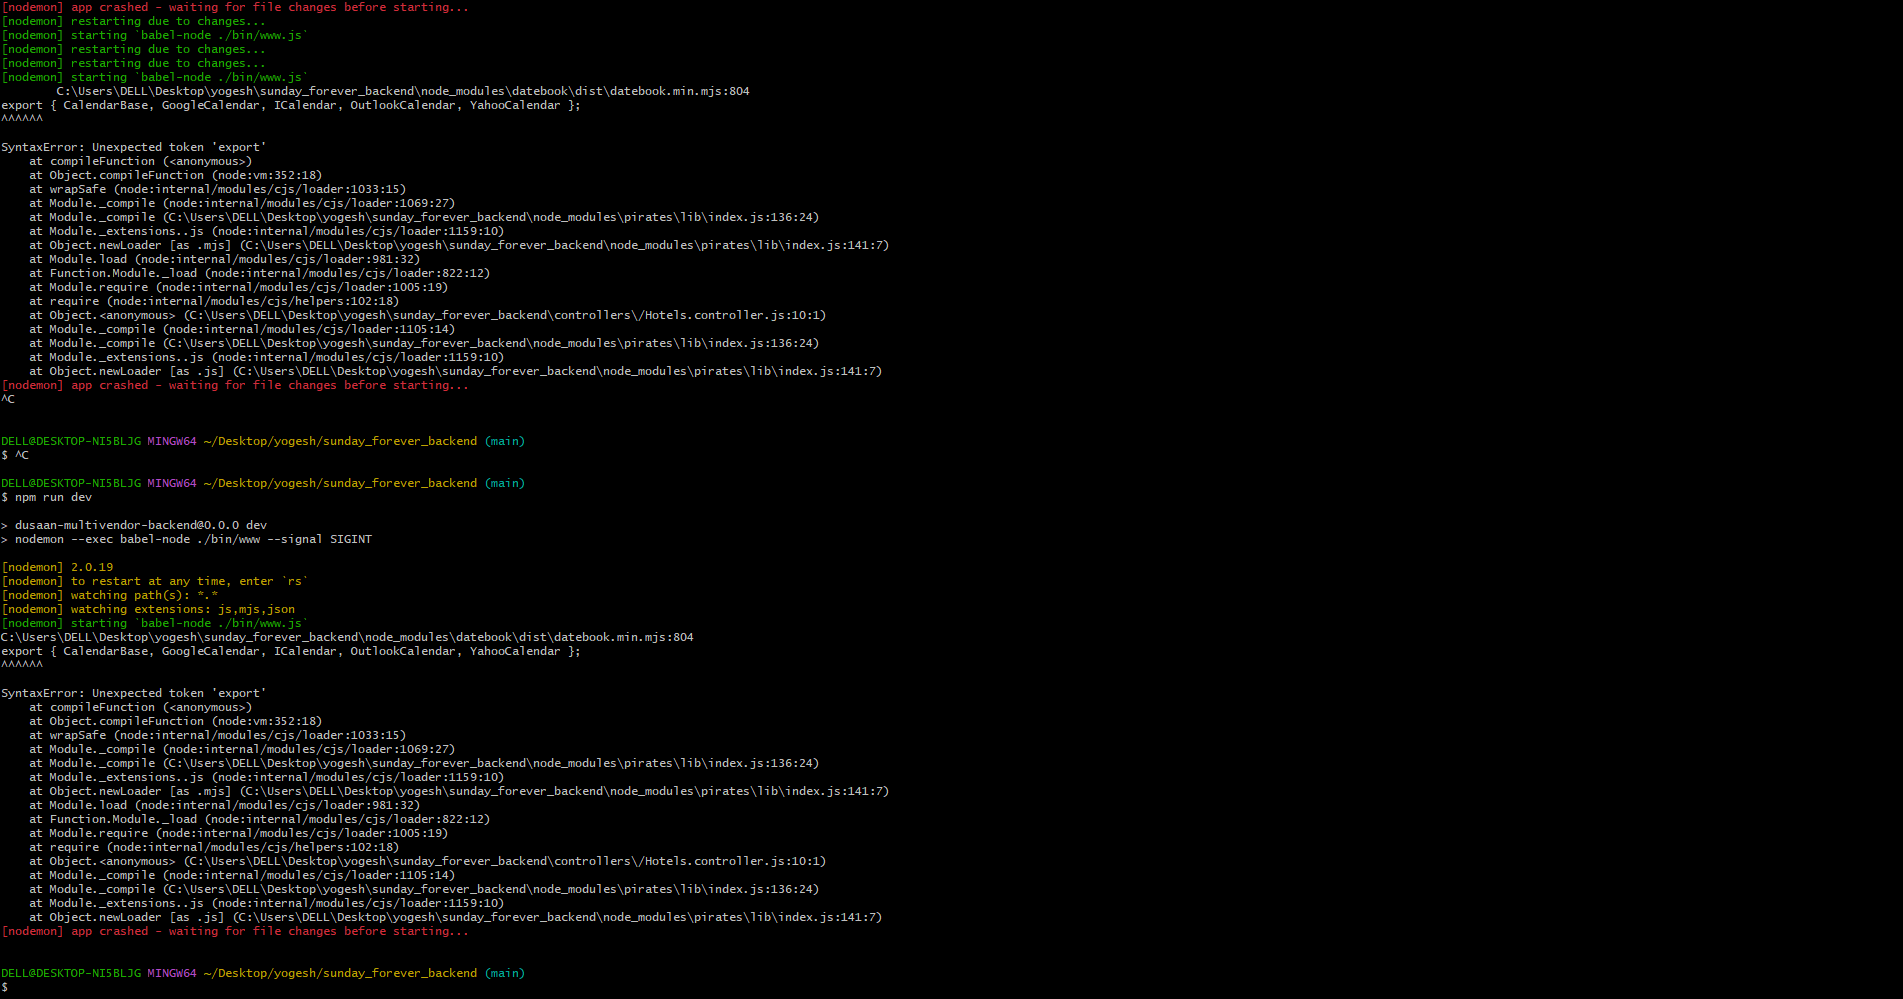 [nodemon] app crashed - waiting for file changes before starting...
[nodemon] restarting due to changes...
[nodemon] starting `babel-node ./bin/www.js`
[nodemon] restarting due to changes...
[nodemon] restarting due to changes...
[nodemon] starting `babel-node ./bin/www.js`
C:\Users\DELL\Desktop\yogesh\sunday_forever_backend\node_modules\datebook\dist\datebook.min.mjs:804
export { CalendarBase, GoogleCalendar, ICalendar, OutlookCalendar, YahooCalendar };
^^^^^^
SyntaxError: Unexpected token 'export'
at compileFunction (<anonymous>)
at Object.compileFunction (node:vm:352:18)
at wrapSafe (node:internal/modules/cjs/loader:1033:15)
at Module._compile (node:internal/modules/cjs/loader:1069:27)
at Module._compile (C:\Users\DELL\Desktop\yogesh\sunday_forever_backend\node_modules\pirates\lib\index.js:136:24)
at Module._extensions..js (node:internal/modules/cjs/loader:1159:10)
at Object.newLoader [as .mjs] (C:\Users\DELL\Desktop\yogesh\sunday_forever_backend\node_modules\pirates\lib\index.js:141:7)
at Module.load (node:internal/modules/cjs/loader:981:32)
at Function.Module._load (node:internal/modules/cjs/loader:822:12)
at Module.require (node:internal/modules/cjs/loader:1005:19)
at require (node:internal/modules/cjs/helpers:102:18)
at Object.<anonymous> (C:\Users\DELL\Desktop\yogesh\sunday_forever_backend\controllers\/Hotels.controller.js:10:1)
at Module._compile (node:internal/modules/cjs/loader:1105:14)
at Module._compile (C:\Users\DELL\Desktop\yogesh\sunday_forever_backend\node_modules\pirates\lib\index.js:136:24)
at Module._extensions..js (node:internal/modules/cjs/loader:1159:10)
at Object.newLoader [as .js] (C:\Users\DELL\Desktop\yogesh\sunday_forever_backend\node_modules\pirates\lib\index.js:141:7)
[nodemon] app crashed - waiting for file changes before starting...
^C
DELL@DESKTOP-NI5BLJG MINGW64 ~/Desktop/yogesh/sunday_forever_backend (main)
$ ^C
DELL@DESKTOP-NI5BLJG MINGW64 ~/Desktop/yogesh/sunday_forever_backend (main)
$ npm run dev
> dusaan-multivendor-backend@0.0.0 dev
> nodemon --exec babel-node ./bin/www --signal SIGINT
[nodemon] 2.0.19
[nodemon] to restart at any time, enter `rs`
[nodemon] watching path(s): *.*
[nodemon] watching extensions: js,mjs,json
[nodemon] starting `babel-node ./bin/www.js`
C:\Users\DELL\Desktop\yogesh\sunday_forever_backend\node_modules\datebook\dist\datebook.min.mjs:804
export { CalendarBase, GoogleCalendar, ICalendar, OutlookCalendar, YahooCalendar };
^^^^^^
SyntaxError: Unexpected token 'export'
at compileFunction (<anonymous>)
at Object.compileFunction (node:vm:352:18)
at wrapSafe (node:internal/modules/cjs/loader:1033:15)
at Module._compile (node:internal/modules/cjs/loader:1069:27)
at Module._compile (C:\Users\DELL\Desktop\yogesh\sunday_forever_backend\node_modules\pirates\lib\index.js:136:24)
at Module._extensions..js (node:internal/modules/cjs/loader:1159:10)
at Object.newLoader [as .mjs] (C:\Users\DELL\Desktop\yogesh\sunday_forever_backend\node_modules\pirates\lib\index.js:141:7)
at Module.load (node:internal/modules/cjs/loader:981:32)
at Function.Module._load (node:internal/modules/cjs/loader:822:12)
at Module.require (node:internal/modules/cjs/loader:1005:19)
at require (node:internal/modules/cjs/helpers:102:18)
at Object.<anonymous> (C:\Users\DELL\Desktop\yogesh\sunday_forever_backend\controllers\/Hotels.controller.js:10:1)
at Module._compile (node:internal/modules/cjs/loader:1105:14)
at Module._compile (C:\Users\DELL\Desktop\yogesh\sunday_forever_backend\node_modules\pirates\lib\index.js:136:24)
at Module._extensions..js (node:internal/modules/cjs/loader:1159:10)
at Object.newLoader [as .js] (C:\Users\DELL\Desktop\yogesh\sunday_forever_backend\node_modules\pirates\lib\index.js:141:7)
[nodemon] app crashed - waiting for file changes before starting...
DELL@DESKTOP-NI5BLJG MINGW64 ~/Desktop/yogesh/sunday_forever_backend (main)
$